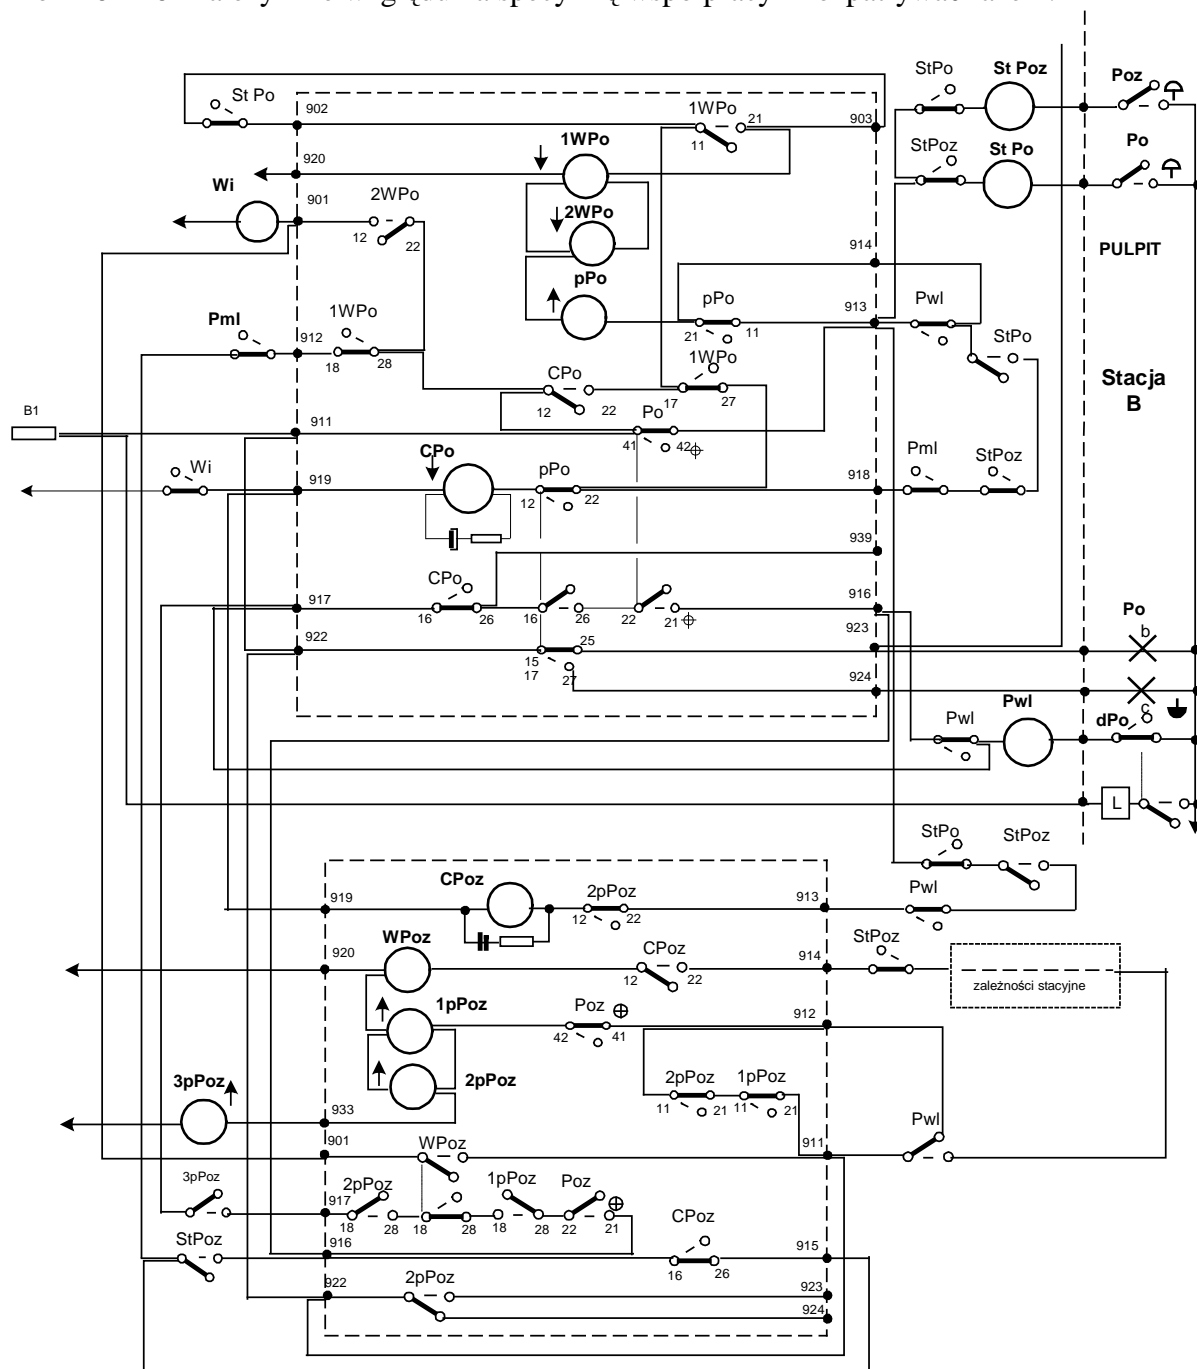 St Po
902
1WPo
21
11
903
StPo
St Poz
Poz
920
1WPo
StPoz
St Po
Po
Wi
901
2WPo
12
22
2WPo
914
PULPIT
pPo
pPo
21
11
913
Pwl
Pml
912
1WPo
18
28
StPo
1WPo
17
27
CPo
12
22
Stacja
B
B1
911
Po
41
42
CPo
Wi
919
pPo
12
22
918
Pml
StPoz
939
CPo
917
16
26
16
26
22
21
916
923
Po
b
922
25
15
17
27
924
c
Pwl
Pwl
dPo
L
StPo
StPoz
CPoz
919
2pPoz
12
22
913
Pwl
WPoz
920
CPoz
12
22
914
StPoz
zależności stacyjne
1pPoz
Poz
42
41
912
2pPoz
3pPoz
2pPoz
1pPoz
11
21
11
21
933
901
WPoz
911
Pwl
3pPoz
917
2pPoz
1pPoz
Poz
18
28
18
28
18
28
22
21
StPoz
916
CPoz
16
26
915
922
2pPoz
923
924